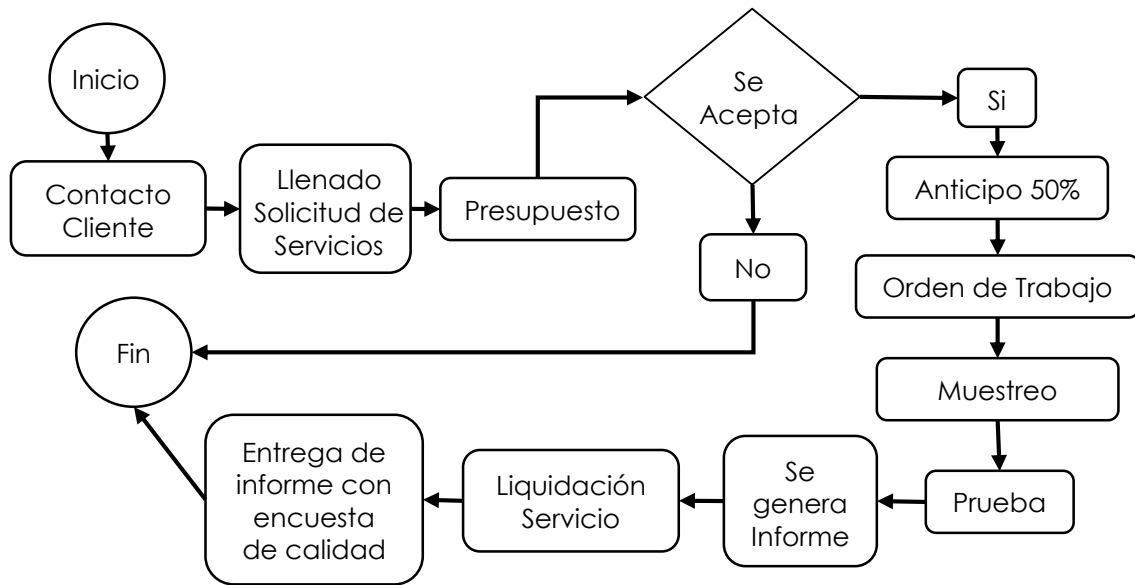 Inicio
Contacto
Cliente
Llenado
Solicitud de
Servicios
Presupuesto
Se
Acepta
Si
No
Anticipo 50%
Orden de Trabajo
Muestreo
Prueba
Se
genera
Informe
Liquidación
Servicio
Entrega de
informe con
encuesta
de calidad
Fin